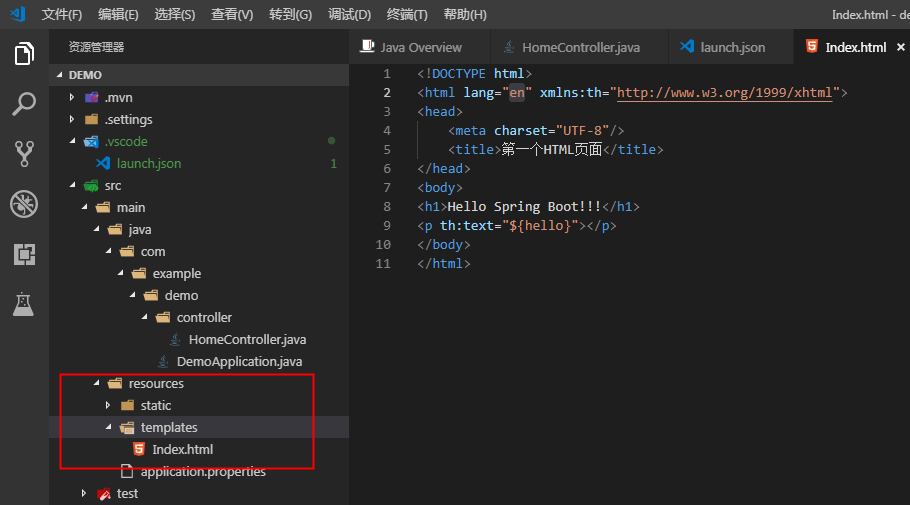 文件(F) 编辑(E) 选择(S) 查看(V) 转到(G) 调试(D) 终端(T) 帮助(H) Index.html - de
资源管理器
Java Overview HomeController.java launch.json Index.html ×
DEMO
.mvn
.settings
.vscode
launch.json 1
src
main
java
com
example
demo
controller
HomeController.java
DemoApplication.java
resources
static
templates
Index.html
application.properties
test
1 <!DOCTYPE html>
2 <html lang="en" xmlns:th="http://www.w3.org/1999/xhtml">
3 <head>
4     <meta charset="UTF-8"/>
5     <title>第一个HTML页面</title>
6 </head>
7 <body>
8 <h1>Hello Spring Boot!!!</h1>
9 <p th:text="${hello}"></p>
10 </body>
11 </html>